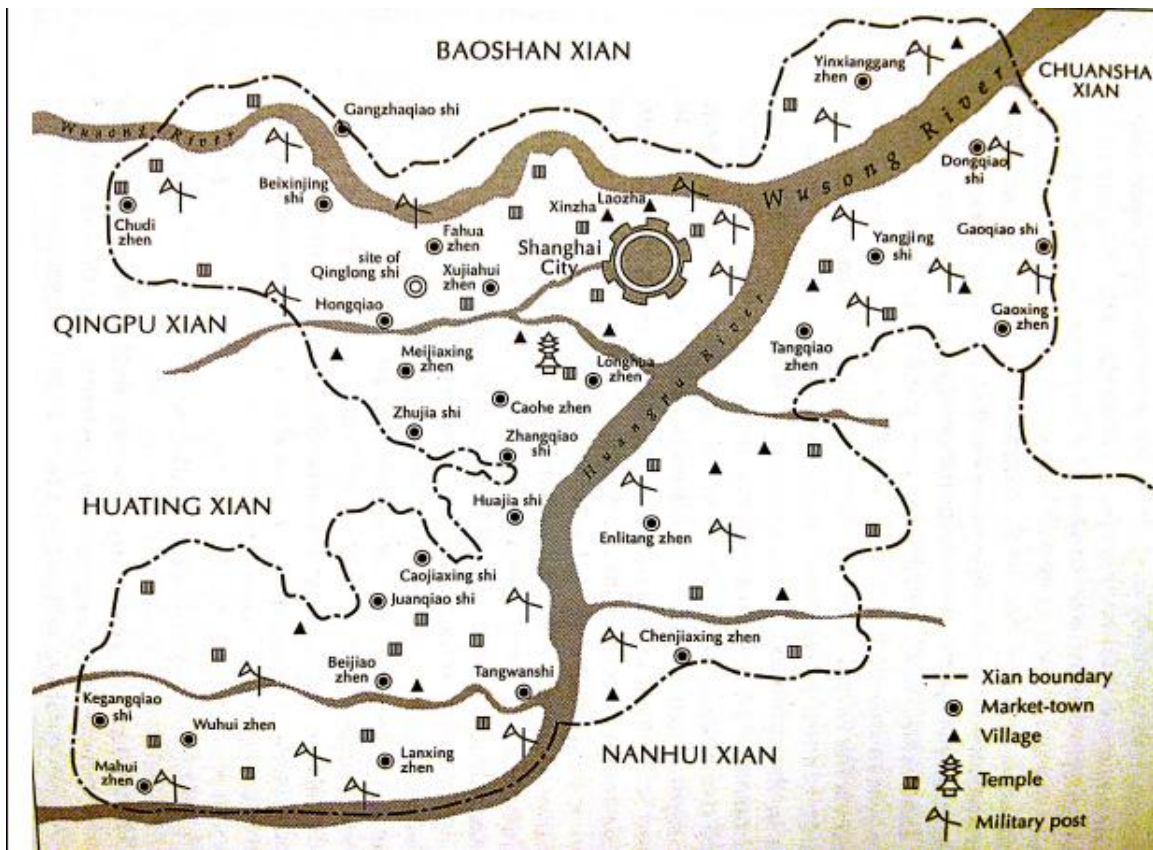 BAOSHAN XIAN
Yinxianggang
zhen
CHUANSHA
XIAN
Gangzhaqiao shi
Wusong River
Wusong River
Dongqiao
shi
Beixinjing
shi
Chudi
zhen
Xinzha
Laozha
Fahua
zhen
Shanghai
City
Yangjing
shi
Gaoqiao shi
site of
Qinglong shi
Xujiahui
zhen
Hongqiao
QINGPU XIAN
Gaoxing
zhen
Tangqiao
zhen
Meijiaxing
zhen
Longhua
zhen
Huangpu River
Caohe zhen
Zhujia shi
Zhangqiao
shi
HUATING XIAN
Huajia shi
Enlitang zhen
Caojiaxing shi
Juanqiao shi
Chenjiaxing zhen
Beijiao
zhen
Tangwanshi
Kegangqiao
shi
Wuhui zhen
Lanxing
zhen
Mahui
zhen
NANHUI XIAN
Xian boundary
Market-town
Village
Temple
Military post